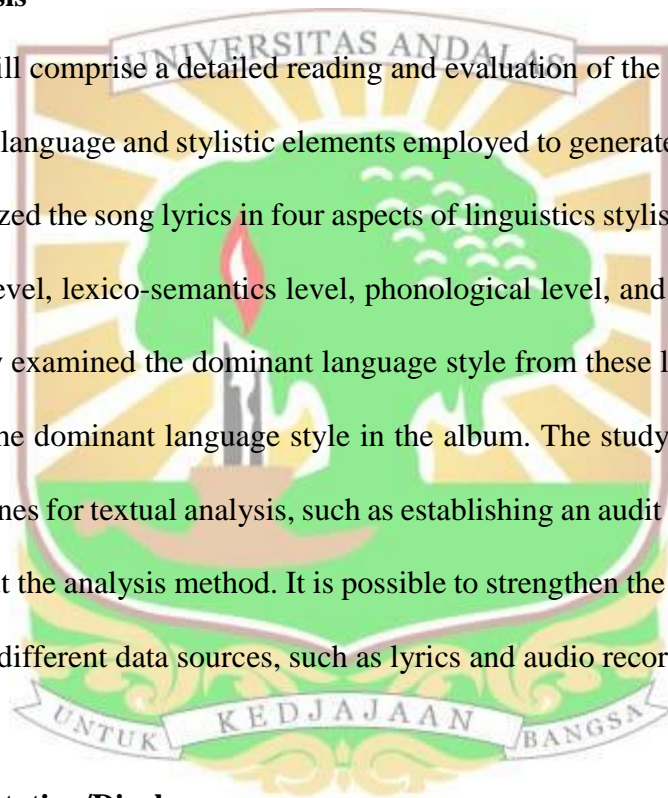 UNIVERSITAS ANDALAS
ill comprise a detailed reading and evaluation of the
language and stylistic elements employed to generate
zed the song lyrics in four aspects of linguistics stylis
evel, lexico-semantics level, phonological level, and
examined the dominant language style from these l
ne dominant language style in the album. The study
nes for textual analysis, such as establishing an audit
t the analysis method. It is possible to strengthen the
different data sources, such as lyrics and audio recor
UNTUK KEDJAJAAN BANGSA